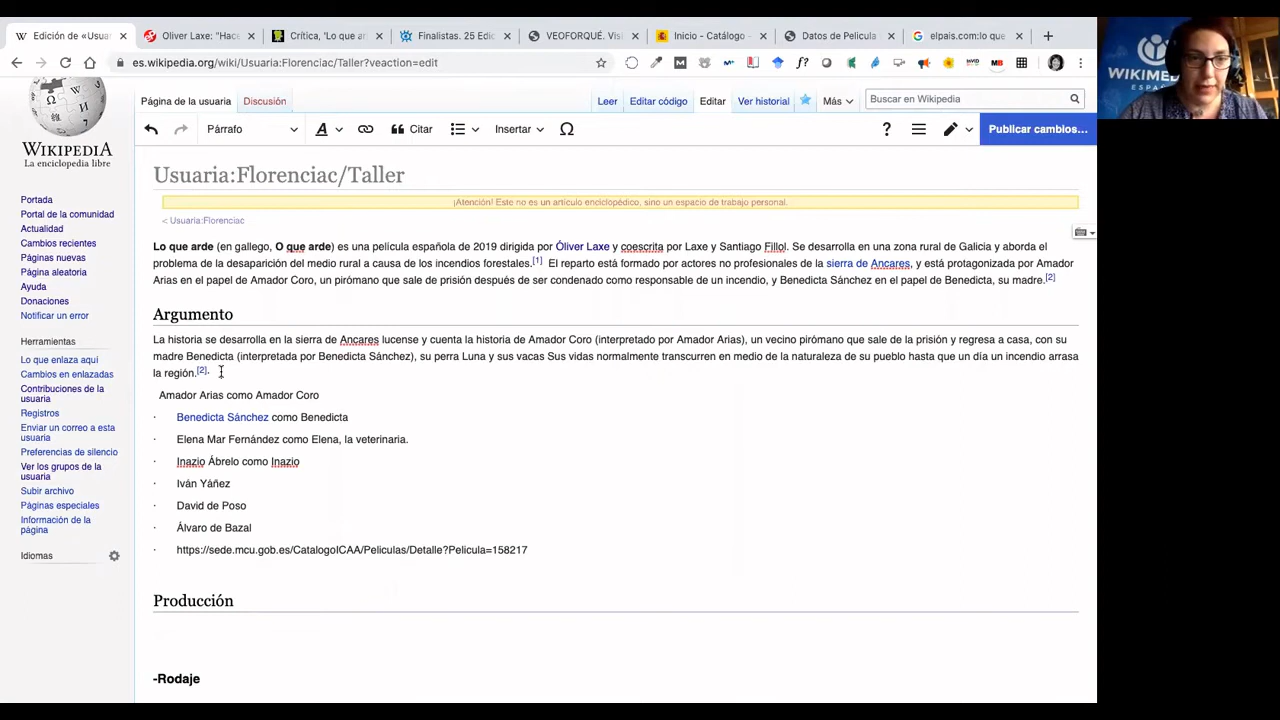 Edición de «Usua
Oliver Laxe: "Hace
Crítica, 'Lo que ar
Finalistas. 25 Edic
VEOFORQUÉ. Visi
Inicio - Catálogo
Datos de Pelicula
elpais.com:lo que
es.wikipedia.org/wiki/Usuaria:Florenciac/Taller?veaction=edit
WIKIPEDIA
La enciclopedia libre
Portada
Portal de la comunidad
Actualidad
Cambios recientes
Páginas nuevas
Página aleatoria
Ayuda
Donaciones
Notificar un error
Herramientas
Lo que enlaza aquí
Cambios en enlazadas
Contribuciones de la
usuaria
Registros
Enviar un correo a esta
usuaria
Preferencias de silencio
Ver los grupos de la
usuaria
Subir archivo
Páginas especiales
Información de la
página
Idiomas
Página de la usuaria Discusión Leer Editar código Editar Ver historial Más Buscar en Wikipedia
Párrafo A Citar Insertar Ω ? Publicar cambios...
Usuaria:Florenciac/Taller
¡Atención! Este no es un artículo enciclopédico, sino un espacio de trabajo personal.
< Usuaria:Florenciac
Lo que arde (en gallego, O que arde) es una película española de 2019 dirigida por Óliver Laxe y coescrita por Laxe y Santiago Fillol. Se desarrolla en una zona rural de Galicia y aborda el
problema de la desaparición del medio rural a causa de los incendios forestales.[1] El reparto está formado por actores no profesionales de la sierra de Ancares, y está protagonizada por Amador
Arias en el papel de Amador Coro, un pirómano que sale de prisión después de ser condenado como responsable de un incendio, y Benedicta Sánchez en el papel de Benedicta, su madre.[2]
Argumento
La historia se desarrolla en la sierra de Ancares lucense y cuenta la historia de Amador Coro (interpretado por Amador Arias), un vecino pirómano que sale de la prisión y regresa a casa, con su
madre Benedicta (interpretada por Benedicta Sánchez), su perra Luna y sus vacas Sus vidas normalmente transcurren en medio de la naturaleza de su pueblo hasta que un día un incendio arrasa
la región.[2]·
Amador Arias como Amador Coro
· Benedicta Sánchez como Benedicta
· Elena Mar Fernández como Elena, la veterinaria.
· Inazio Ábrelo como Inazio
· Iván Yáñez
· David de Poso
· Álvaro de Bazal
· https://sede.mcu.gob.es/CatalogoICAA/Peliculas/Detalle?Pelicula=158217
Producción
-Rodaje
WIKIMED
ESPAÑ